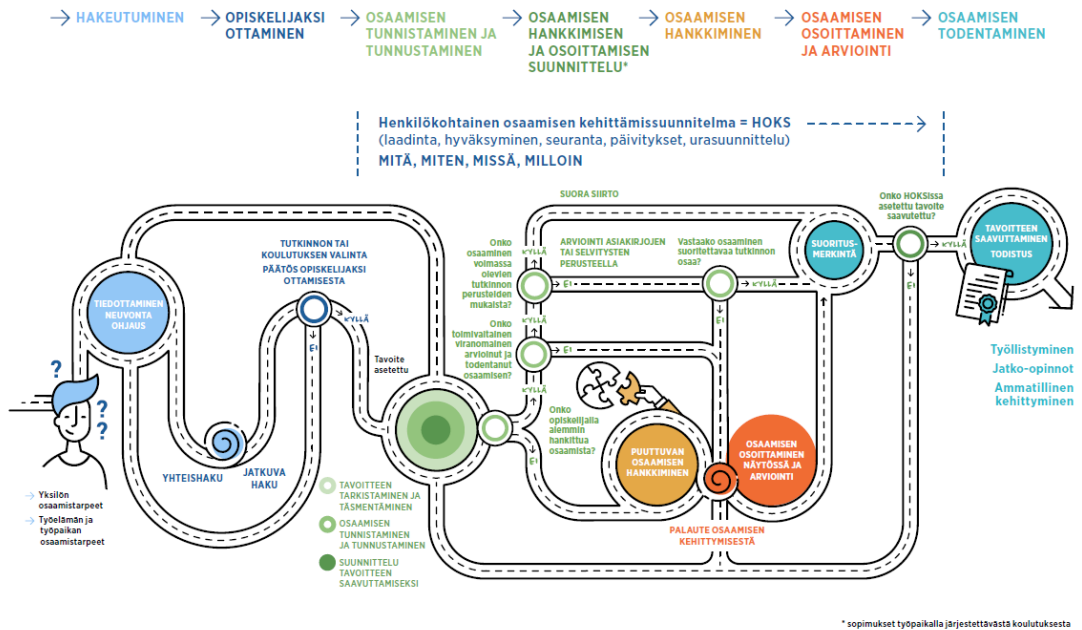 → HAKEUTUMINEN
→ OPISKELIJAKSI
OTTAMINEN
→ OSAAMISEN
TUNNISTAMINEN JA
TUNNUSTAMINEN
→ OSAAMISEN
HANKKIMISEN
JA OSOITTAMISEN
SUUNNITTELU*
→ OSAAMISEN
HANKKIMINEN
→ OSAAMISEN
OSOITTAMINEN
JA ARVIOINTI
→ OSAAMISEN
TODENTAMINEN
Henkilökohtainen osaamisen kehittämissuunnitelma = HOKS
(laadinta, hyväksyminen, seuranta, päivitykset, urasuunnittelu)
MITÄ, MITEN, MISSÄ, MILLOIN
TIEDOTTAMINEN
NEUVONTA
OHJAUS
?
?
?
→ Yksilön
osaamistarpeet
→ Työelämän ja
työpaikan
osaamistarpeet
YHTEISHAKU
JATKUVA
HAKU
TUTKINNON TAI
KOULUTUKSEN VALINTA
PÄÄTÖS OPISKELIJAKSI
OTTAMISESTA
KYLLÄ
EI
Tavoite
asetettu
TAVOITTEEN
TARKISTAMINEN JA
TÄSMENTÄMINEN
OSAAMISEN
TUNNISTAMINEN
JA TUNNUSTAMINEN
SUUNNITTELU
TAVOITTEEN
SAAVUTTAMISEKSI
SUORA SIIRTO
Onko
osaaminen
voimassa
olevien
tutkinnon
perusteiden
mukaista?
KYLLÄ
EI
ARVIOINTI ASIAKIRJOJEN
TAI SELVITYSTEN
PERUSTEELLA
Onko
toimivaltainen
viranomainen
arvioinut ja
todentanut
osaamisen?
KYLLÄ
EI
Onko
opiskelijalla
aiemmin
hankittua
osaamista?
KYLLÄ
EI
Vastaako osaaminen
suoritettavaa tutkinnon
osaa?
KYLLÄ
EI
PUUTTUVAN
OSAAMISEN
HANKKIMINEN
OSAAMISEN
OSOITTAMINEN
NÄYTÖSSÄ JA
ARVIOINTI
PALAUTE OSAAMISEN
KEHITTYMISESTÄ
SUORITUS-
MERKINTÄ
Onko HOKSissa
asetettu tavoite
saavutettu?
KYLLÄ
EI
TAVOITTEEN
SAAVUTTAMINEN
TODISTUS
Työllistyminen
Jatko-opinnot
Ammatillinen
kehittyminen
* sopimukset työpaikalla järjestettävästä koulutuksesta